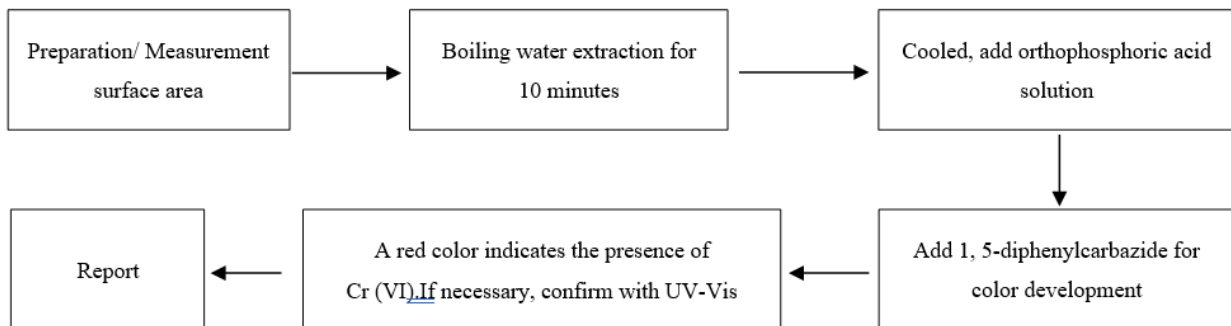 Preparation/ Measurement
surface area
Boiling water extraction for
10 minutes
Cooled, add orthophosphoric acid
solution
Add 1, 5-diphenylcarbazide for
color development
A red color indicates the presence of
Cr (VI).If necessary, confirm with UV-Vis
Report